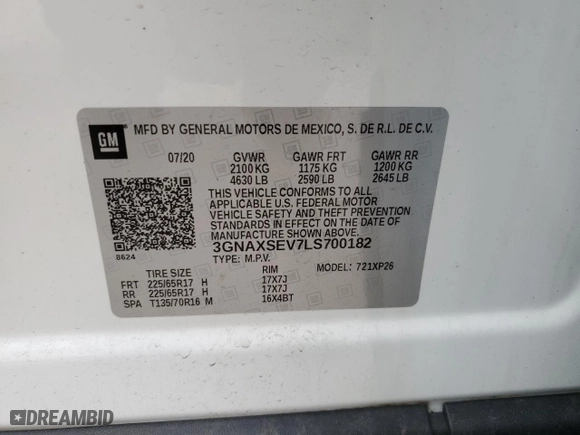 GM
MFD BY GENERAL MOTORS DE MEXICO, S. DE R.L. DE C.V.
07/20 GVWR GAWR FRT GAWR RR
2100 KG 1175 KG 1200 KG
4630 LB 2590 LB 2645 LB
THIS VEHICLE CONFORMS TO ALL
APPLICABLE U.S. FEDERAL MOTOR
VEHICLE SAFETY AND THEFT PREVENTION
STANDARDS IN EFFECT ON THE DATE OF
MANUFACTURE SHOWN ABOVE.
3GNAXSEV7LS700182
8624
TYPE: M.P.V. MODEL: 721XP26
TIRE SIZE RIM
FRT 225/65R17 H 17X7J
RR 225/65R17 H 17X7J
SPA T135/70R16 M 16X4BT
DREAMBID